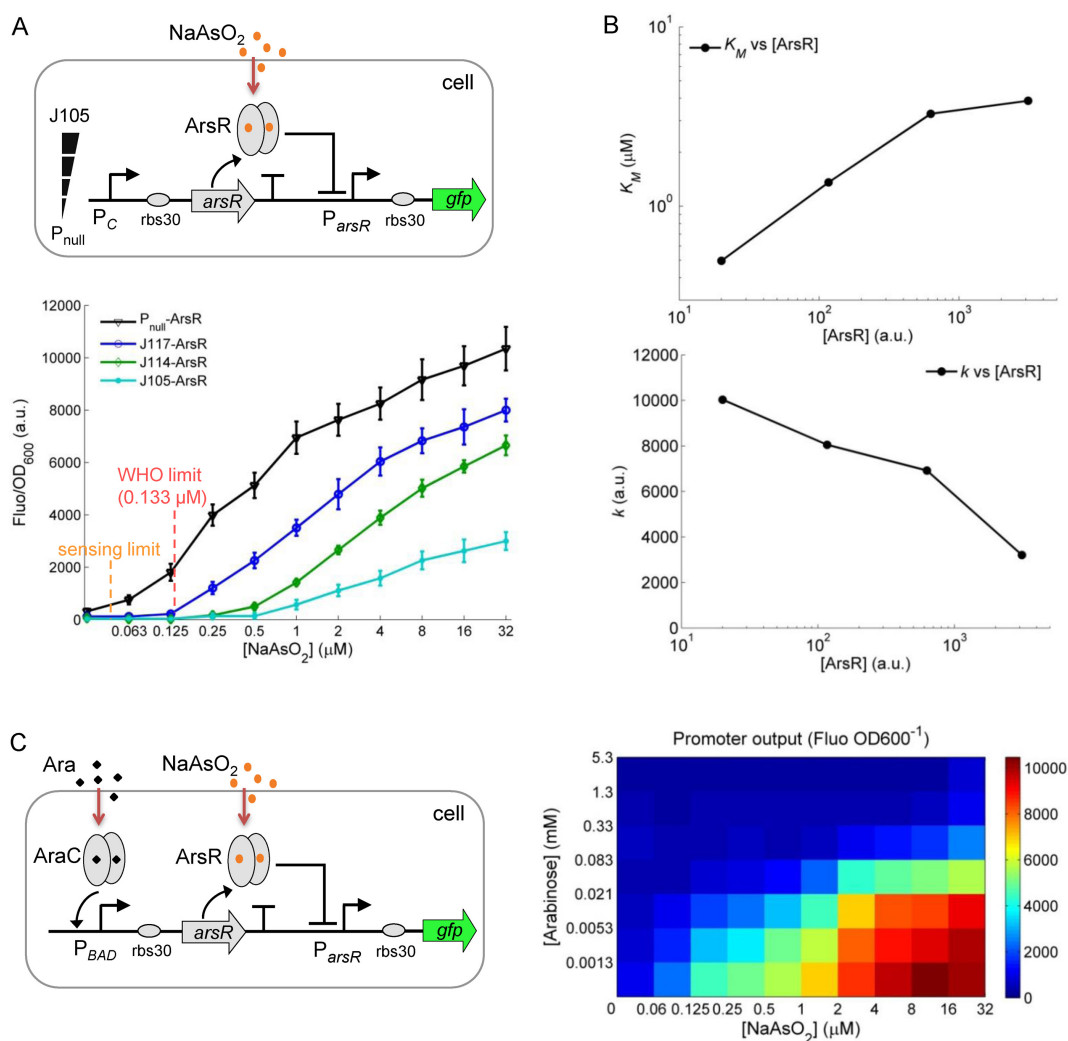 A
NaAsO2
cell
J105
ArsR
arsR
gfp
PC
rbs30
ParsR
rbs30
Pnull
12000
10000
8000
6000
4000
2000
0
Fluo/OD600 (a.u.)
Pnull-ArsR
J117-ArsR
J114-ArsR
J105-ArsR
WHO limit
(0.133 µM)
sensing limit
0.063 0.125 0.25 0.5 1 2 4 8 16 32
[NaAsO2] (µM)
B
KM vs [ArsR]
10^1
10^0
KM (µM)
10^1 10^2 10^3
[ArsR] (a.u.)
k vs [ArsR]
12000
10000
8000
6000
4000
2000
0
k (a.u.)
10^1 10^2 10^3
[ArsR] (a.u.)
C
Ara
NaAsO2
cell
AraC
ArsR
arsR
gfp
PBAD
rbs30
ParsR
rbs30
Promoter output (Fluo OD600^-1)
5.3
1.3
0.33
0.083
0.021
0.0053
0.0013
[Arabinose] (mM)
0 0.06 0.125 0.25 0.5 1 2 4 8 16 32
[NaAsO2] (µM)
10000
8000
6000
4000
2000
0